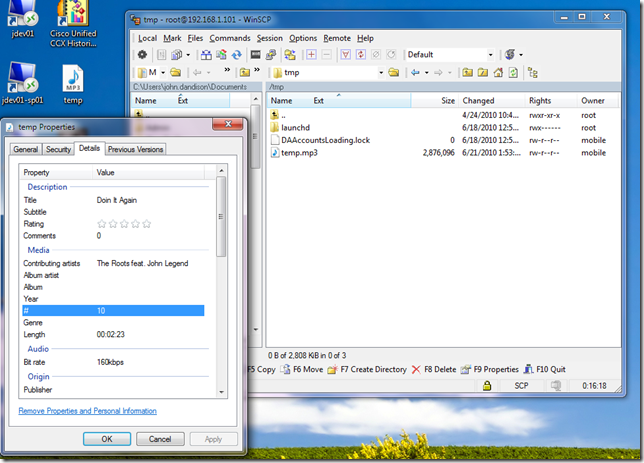 jdev01
Cisco Unified
CCX Histori...
jdev01-sp01
temp
MP3
tmp - root@192.168.1.101 - WinSCP
Local Mark Files Commands Session Options Remote Help
Default
M
tmp
C:\Users\john.dandison\Documents
/tmp
Name Ext
Name Ext Size Changed Rights Owner
.. 4/24/2010 10:4... rwxr-xr-x root
launchd 6/18/2010 12:5... rwx------ root
DAAccountsLoading.lock 0 6/18/2010 12:5... rw-r--r-- mobile
temp.mp3 2,876,096 6/21/2010 1:53:... rw-r--r-- mobile
0 B of 2,808 KiB in 0 of 3
F5 Copy F6 Move F7 Create Directory F8 Delete F9 Properties F10 Quit
SCP 0:16:18
temp Properties
General Security Details Previous Versions
Property Value
Description
Title Doin It Again
Subtitle
Rating
Comments 0
Media
Contributing artists The Roots feat. John Legend
Album artist
Album
Year
# 10
Genre
Length 00:02:23
Audio
Bit rate 160kbps
Origin
Publisher
Remove Properties and Personal Information
OK Cancel Apply